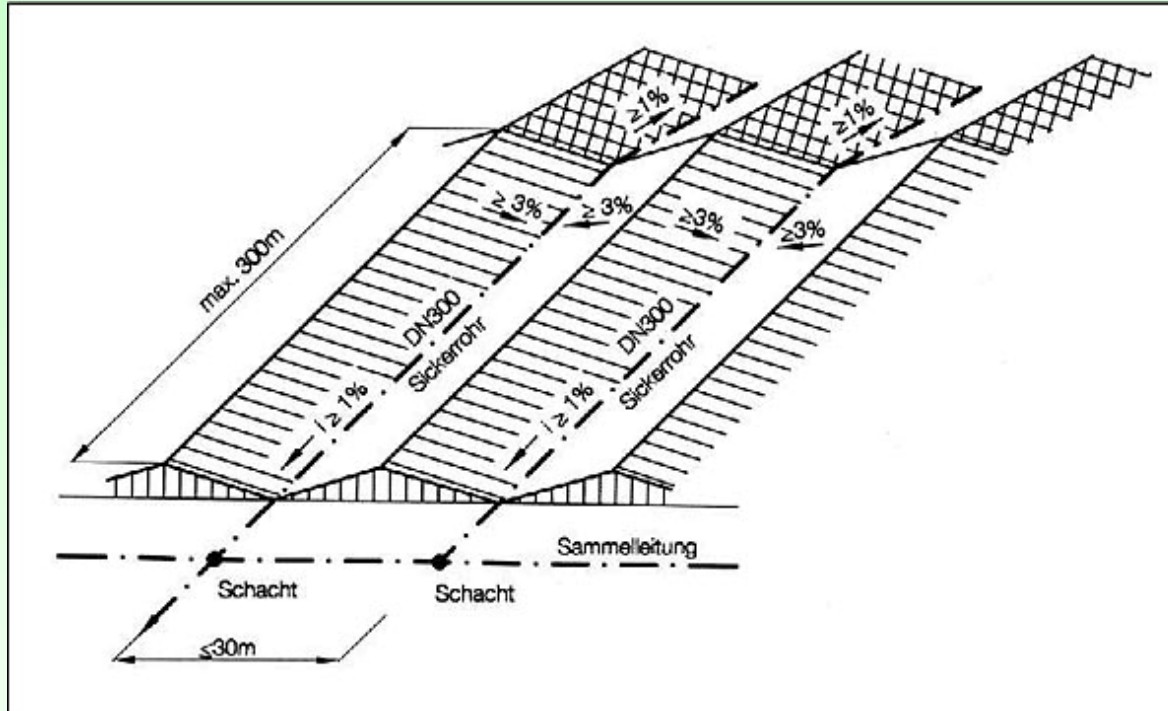 ≥1%
≥1%
≥3%
≥3%
≥3%
≥3%
max. 300m
DN300
Sickerrohr
DN300
Sickerrohr
≥1%
≥1%
Sammelleitung
Schacht
Schacht
≤30m